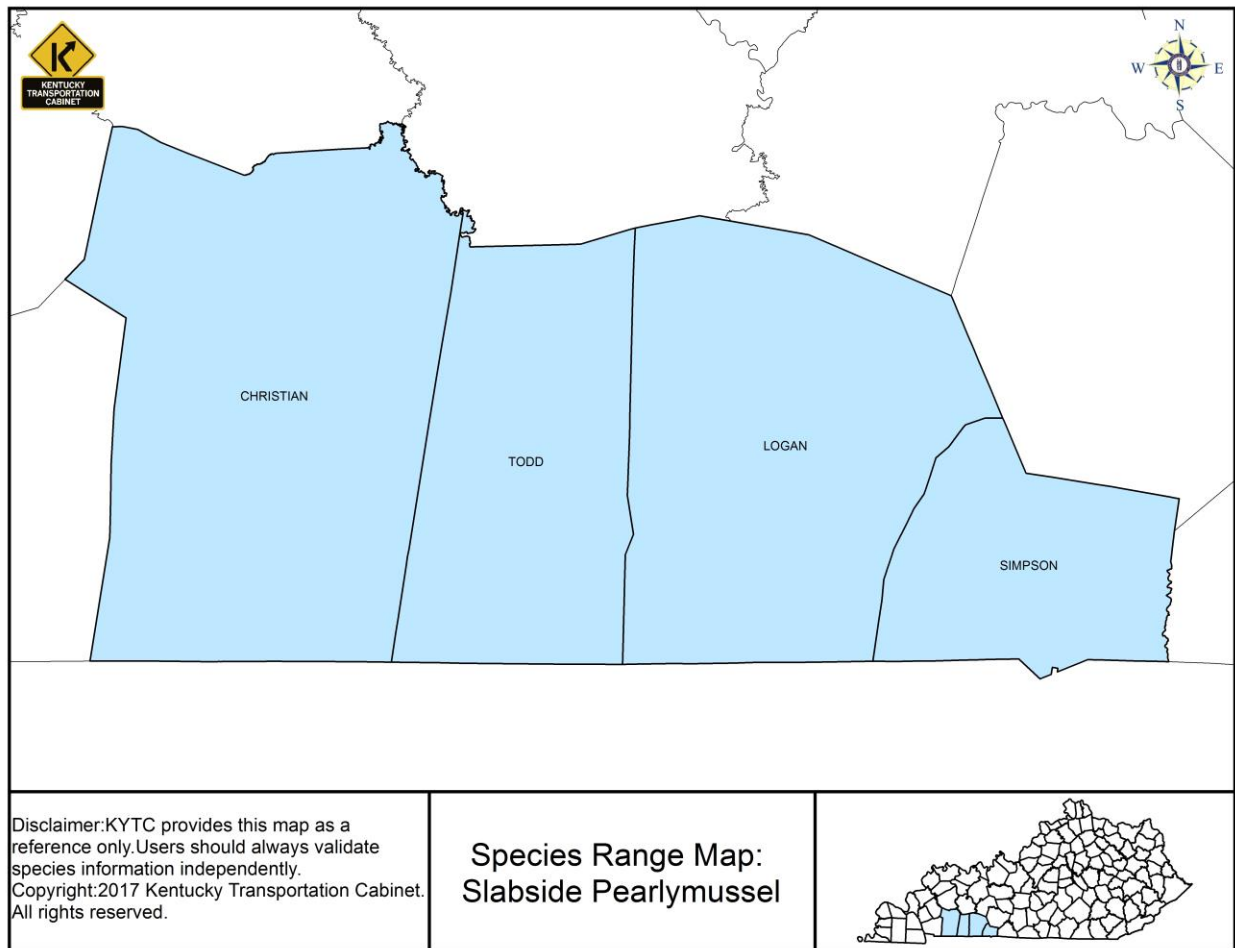 KENTUCKY
TRANSPORTATION
CABINET
N
W E
S
CHRISTIAN
TODD
LOGAN
SIMPSON
Disclaimer:KYTC provides this map as a
reference only.Users should always validate
species information independently.
Copyright:2017 Kentucky Transportation Cabinet.
All rights reserved.
Species Range Map:
Slabside Pearlymussel